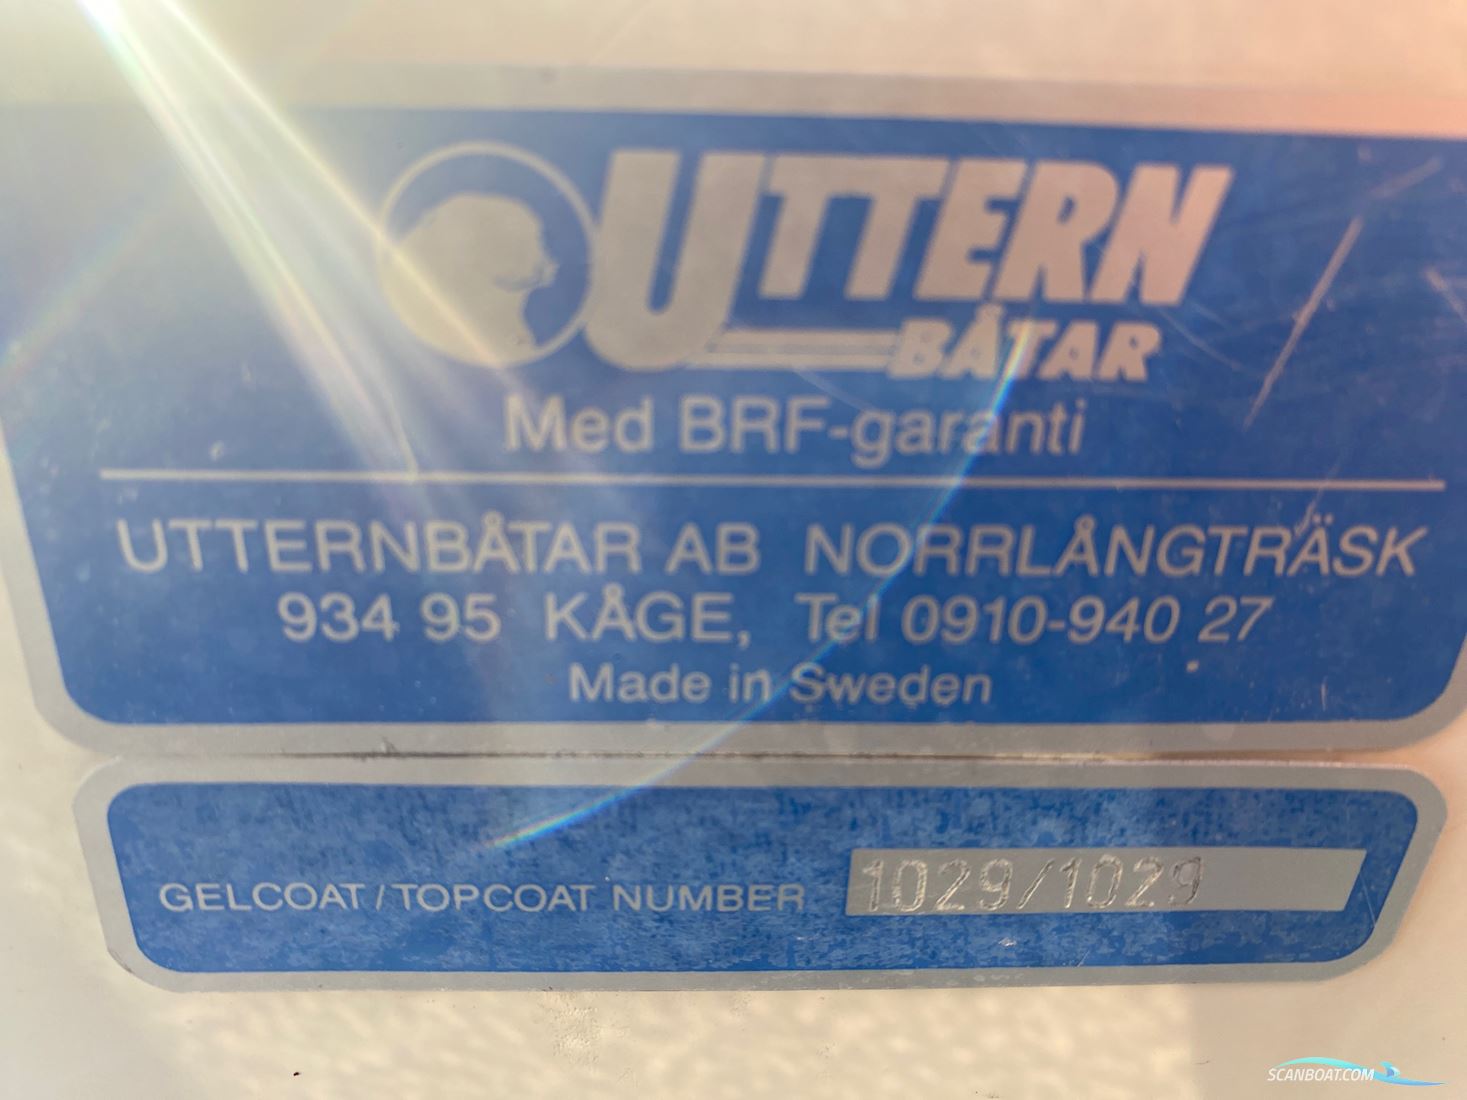 UTTERN
BÅTAR
Med BRF-garanti
UTTERNBÅTAR AB NORRLÅNGTRÄSK
934 95 KÅGE, Tel 0910-940 27
Made in Sweden
GELCOAT / TOPCOAT NUMBER 1029/1029
SCANBOAT.COM